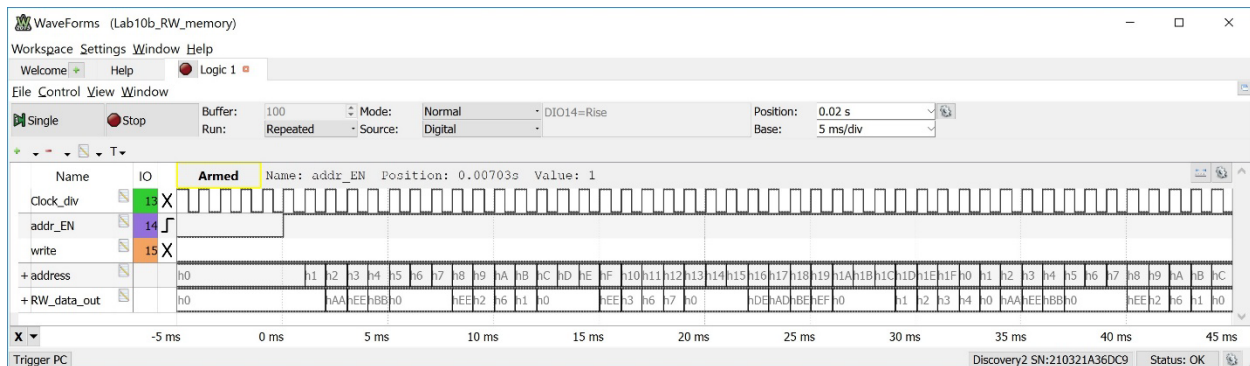 WaveForms (Lab10b_RW_memory)
Workspace Settings Window Help
Welcome Help Logic 1
File Control View Window
Single Stop Buffer: 100 Mode: Normal DIO14=Rise Position: 0.02 s
Run: Repeated Source: Digital Base: 5 ms/div
T
Name IO Armed Name: addr_EN Position: 0.00703s Value: 1
Clock_div 13 X
addr_EN 14
write 15 X
+ address h0 h1 h2 h3 h4 h5 h6 h7 h8 h9 hA hB hC hD hE hF h10 h11 h12 h13 h14 h15 h16 h17 h18 h19 h1A h1B h1C h1D h1E h1F h0 h1 h2 h3 h4 h5 h6 h7 h8 h9 hA hB hC
+ RW_data_out h0 hAA hEE hBB h0 hEE h2 h6 h1 h0 hEE h3 h6 h7 h0 hDE hAD hBE hEF h0 h1 h2 h3 h4 h0 hAA hEE hBB h0 hEE h2 h6 h1 h0
X -5 ms 0 ms 5 ms 10 ms 15 ms 20 ms 25 ms 30 ms 35 ms 40 ms 45 ms
Trigger PC Discovery2 SN:210321A36DC9 Status: OK